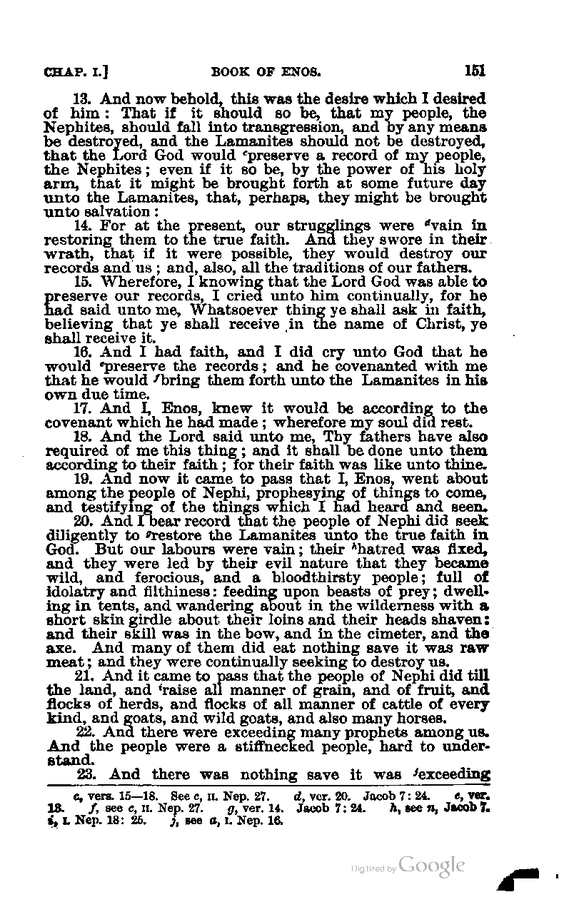 CHAP. I.] BOOK OF ENOS. 151
13. And now behold, this was the desire which I desired
of him: That if it should so be, that my people, the
Nephites, should fall into transgression, and by any means
be destroyed, and the Lamanites should not be destroyed,
that the Lord God would ᶜpreserve a record of my people,
the Nephites; even if it so be, by the power of his holy
arm, that it might be brought forth at some future day
unto the Lamanites, that, perhaps, they might be brought
unto salvation:
14. For at the present, our strugglings were ᵈvain in
restoring them to the true faith. And they swore in their
wrath, that if it were possible, they would destroy our
records and us; and, also, all the traditions of our fathers.
15. Wherefore, I knowing that the Lord God was able to
preserve our records, I cried unto him continually, for he
had said unto me, Whatsoever thing ye shall ask in faith,
believing that ye shall receive in the name of Christ, ye
shall receive it.
16. And I had faith, and I did cry unto God that he
would ᵉpreserve the records; and he covenanted with me
that he would ᶠbring them forth unto the Lamanites in his
own due time.
17. And I, Enos, knew it would be according to the
covenant which he had made; wherefore my soul did rest.
18. And the Lord said unto me, Thy fathers have also
required of me this thing; and it shall be done unto them
according to their faith; for their faith was like unto thine.
19. And now it came to pass that I, Enos, went about
among the people of Nephi, prophesying of things to come,
and testifying of the things which I had heard and seen.
20. And I bear record that the people of Nephi did seek
diligently to ᵍrestore the Lamanites unto the true faith in
God. But our labours were vain; their ʰhatred was fixed,
and they were led by their evil nature that they became
wild, and ferocious, and a bloodthirsty people; full of
idolatry and filthiness: feeding upon beasts of prey; dwell-
ing in tents, and wandering about in the wilderness with a
short skin girdle about their loins and their heads shaven:
and their skill was in the bow, and in the cimeter, and the
axe. And many of them did eat nothing save it was raw
meat; and they were continually seeking to destroy us.
21. And it came to pass that the people of Nephi did till
the land, and ⁱraise all manner of grain, and of fruit, and
flocks of herds, and flocks of all manner of cattle of every
kind, and goats, and wild goats, and also many horses.
22. And there were exceeding many prophets among us.
And the people were a stiffnecked people, hard to under-
stand.
23. And there was nothing save it was ʲexceeding
c, vers. 15—18. See c, II. Nep. 27. d, ver. 20. Jacob 7: 24. e, ver.
13. f, see c, II. Nep. 27. g, ver. 14. Jacob 7: 24. h, see n, Jacob 7.
i, I. Nep. 18: 25. j, see a, I. Nep. 16.
Digitized by Google